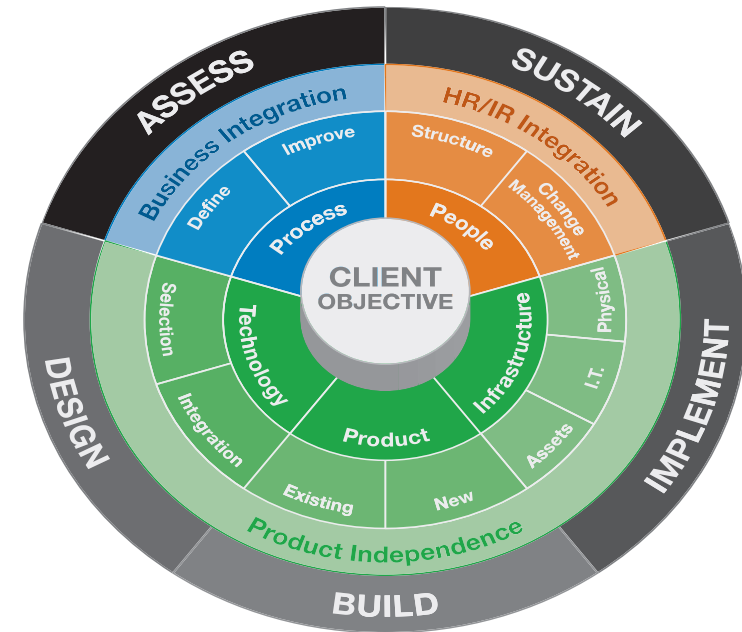 ASSESS
SUSTAIN
Business Integration
HR/IR Integration
Define
Improve
Structure
Change
Management
Process
People
CLIENT
OBJECTIVE
Selection
Technology
Infrastructure
Physical
I.T.
Assets
Integration
Product
Existing
New
Product Independence
DESIGN
IMPLEMENT
BUILD